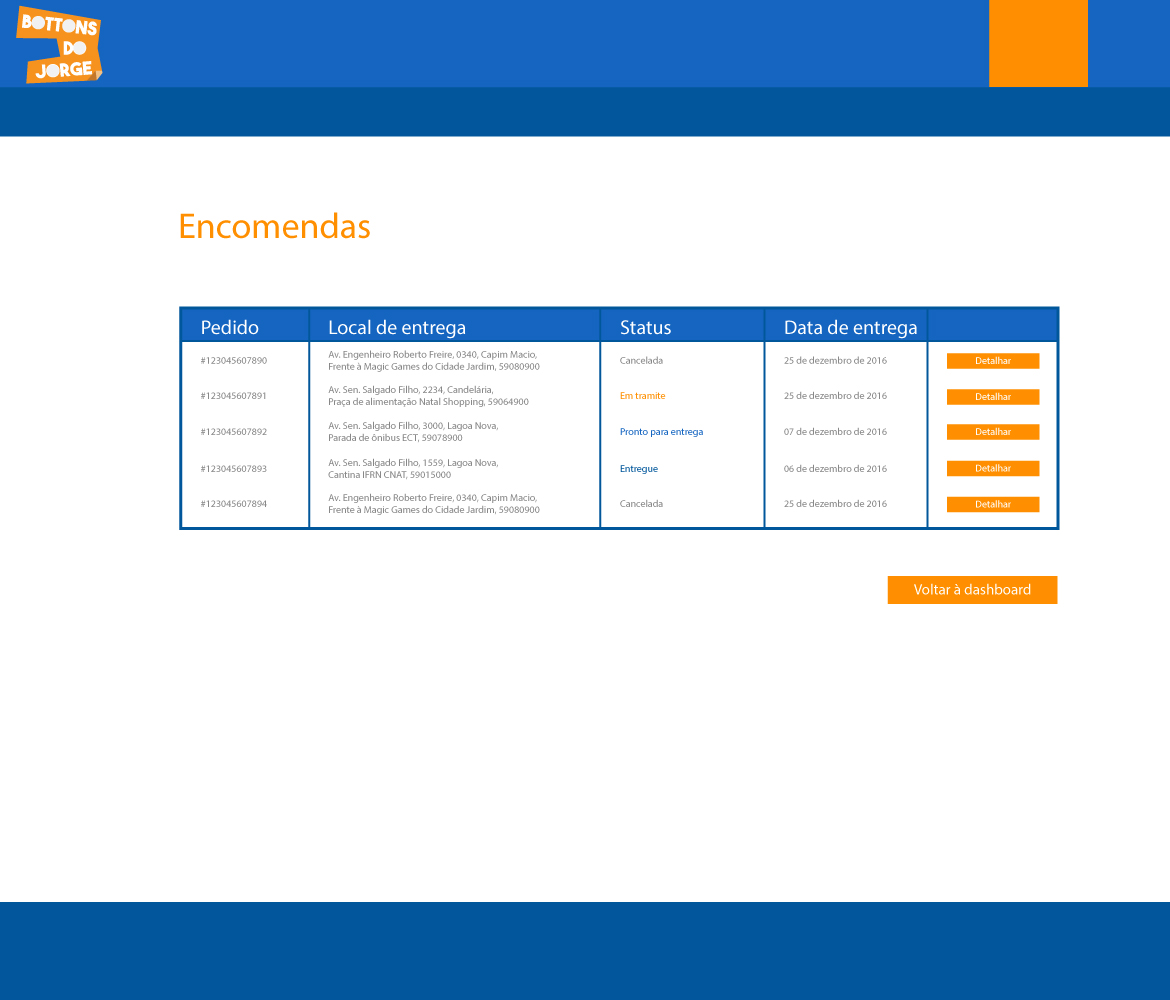 BOTTONS
DO
JORGE
Encomendas
Pedido Local de entrega Status Data de entrega
#123045607890 Av. Engenheiro Roberto Freire, 0340, Capim Macio, Cancelada 25 de dezembro de 2016 Detalhar
Frente à Magic Games do Cidade Jardim, 59080900
#123045607891 Av. Sen. Salgado Filho, 2234, Candelária, Em tramite 25 de dezembro de 2016 Detalhar
Praça de alimentação Natal Shopping, 59064900
#123045607892 Av. Sen. Salgado Filho, 3000, Lagoa Nova, Pronto para entrega 07 de dezembro de 2016 Detalhar
Parada de ônibus ECT, 59078900
#123045607893 Av. Sen. Salgado Filho, 1559, Lagoa Nova, Entregue 06 de dezembro de 2016 Detalhar
Cantina IFRN CNAT, 59015000
#123045607894 Av. Engenheiro Roberto Freire, 0340, Capim Macio, Cancelada 25 de dezembro de 2016 Detalhar
Frente à Magic Games do Cidade Jardim, 59080900
Voltar à dashboard